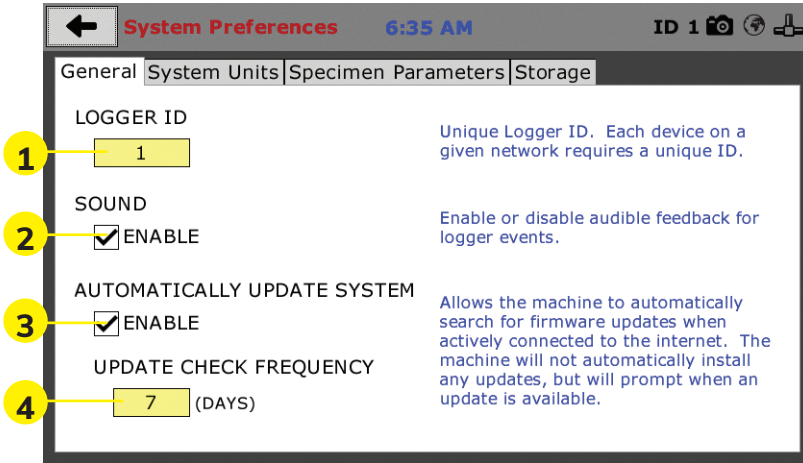 System Preferences 6:35 AM ID 1
General System Units Specimen Parameters Storage
LOGGER ID
1
1
Unique Logger ID. Each device on a
given network requires a unique ID.
SOUND
2
ENABLE
Enable or disable audible feedback for
logger events.
AUTOMATICALLY UPDATE SYSTEM
3
ENABLE
UPDATE CHECK FREQUENCY
4
7 (DAYS)
Allows the machine to automatically
search for firmware updates when
actively connected to the internet. The
machine will not automatically install
any updates, but will prompt when an
update is available.